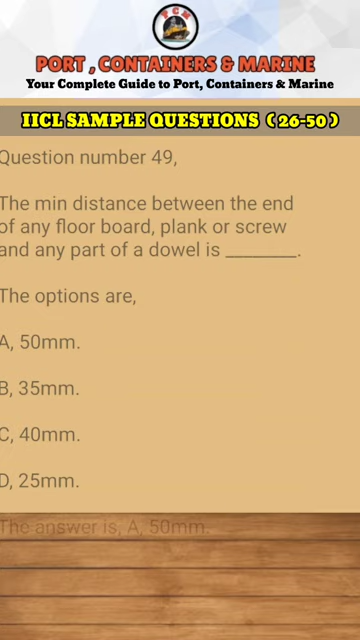 PCM
PORT , CONTAINERS & MARINE
Your Complete Guide to Port, Containers & Marine
IICL SAMPLE QUESTIONS ( 26-50 )
Question number 49,
The min distance between the end
of any floor board, plank or screw
and any part of a dowel is ________.
The options are,
A, 50mm.
B, 35mm.
C, 40mm.
D, 25mm.
The answer is, A, 50mm.